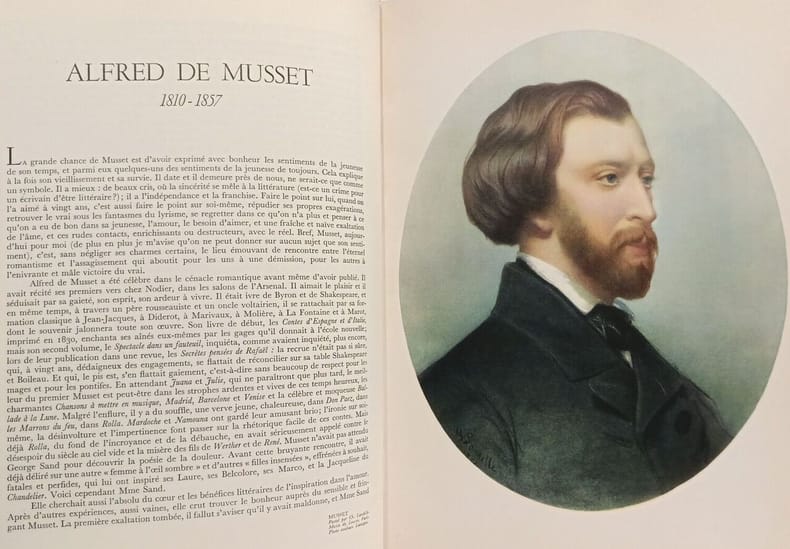 ALFRED DE MUSSET
1810-1857
La grande chance de Musset est d'avoir exprimé avec bonheur les sentiments de la jeunesse
de son temps, et parmi eux quelques-uns des sentiments de la jeunesse de toujours. Cela explique
à la fois son vieillissement et sa survie. Il date et il demeure près de nous, ne serait-ce que comme
un symbole. Il a mieux : de beaux cris, où la sincérité se mêle à la littérature (est-ce un crime pour
un écrivain d'être littéraire?) ; il a l'indépendance et la franchise. Faire le point sur lui, quand on
l'a aimé à vingt ans, c'est aussi faire le point sur soi-même, répudier ses propres exagérations,
retrouver le vrai sous les fantasmes du lyrisme, se regretter dans ce qu'on n'a plus et penser à ce
qu'on a eu de bon dans sa jeunesse, l'amour, le besoin d'aimer, et une fraîche et naïve exaltation
de l'âme, et ces rudes contacts, enrichissants ou destructeurs, avec le réel. Bref, Musset, aujour-
d'hui pour moi (de plus en plus je m'avise qu'on ne peut donner sur aucun sujet que son senti-
ment), c'est, sans négliger ses charmes certains, le lieu émouvant de rencontre entre l'éternel
romantisme et l'assagissement qui aboutit pour les uns à une démission, pour les autres à
l'enivrante et mâle victoire du vrai.
Alfred de Musset a été célèbre dans le cénacle romantique avant même d'avoir publié. Il
avait récité ses premiers vers chez Nodier, dans les salons de l'Arsenal. Il aimait le plaisir et il
séduisait par sa gaieté, son esprit, son ardeur à vivre. Il était ivre de Byron et de Shakespeare, et
en même temps, à travers un père rousseauiste et un oncle voltairien, il se rattachait par sa for-
mation classique à Jean-Jacques, à Diderot, à Marivaux, à Molière, à La Fontaine et à Marot,
dont le souvenir jalonnera toute son œuvre. Son livre de début, les Contes d'Espagne et d'Italie,
imprimé en 1830, enchanta ses aînés eux-mêmes par les gages qu'il donnait à l'école nouvelle;
mais son second volume, le Spectacle dans un fauteuil, inquiéta, comme avaient inquiété, plus encore,
lors de leur publication dans une revue, les Secrètes pensées de Rafaël : la recrue n'était pas si sûre,
qui, à vingt ans, dédaigneux des engagements, se flattait de réconcilier sur sa table Shakespeare
et Boileau. Et qui, le pis est, s'en flattait gaiement, c'est-à-dire sans beaucoup de respect pour les
mages et pour les pontifes. En attendant Juana et Julie, qui ne paraîtront que plus tard, le meil-
leur du premier Musset est peut-être dans les strophes ardentes et vives de ces temps heureux, les
charmantes Chansons à mettre en musique, Madrid, Barcelone et Venise et la célèbre et moqueuse Bal-
lade à la Lune. Malgré l'enflure, il y a du souffle, une verve jeune, chaleureuse, dans Don Paez, dans
les Marrons du feu, dans Rolla. Mardoche et Namouna ont gardé leur amusant brio; l'ironie sur soi-
même, la désinvolture et l'impertinence font passer sur la rhétorique facile de ces contes. Mais
déjà Rolla, du fond de l'incroyance et de la débauche, en avait sérieusement appelé contre le
désespoir du siècle au ciel vide et la misère des fils de Werther et de René. Musset n'avait pas attendu
George Sand pour découvrir la poésie de la douleur. Avant cette bruyante rencontre, il avait
déjà déliré sur une autre « femme à l'œil sombre » et d'autres « filles insensées », effrénées à souhait,
fatales et perfides, qui lui ont inspiré ses Laure, ses Belcolore, ses Marco, et la Jacqueline du
Chandelier. Voici cependant Mme Sand.
Elle cherchait aussi l'absolu du cœur et les bénéfices littéraires de l'inspiration dans l'amour.
Après d'autres expériences, aussi vaines, elle crut trouver le bonheur auprès du sensible et frin-
gant Musset. La première exaltation tombée, il fallut s'aviser qu'il y avait maldonne, et Mme Sand
MUSSET